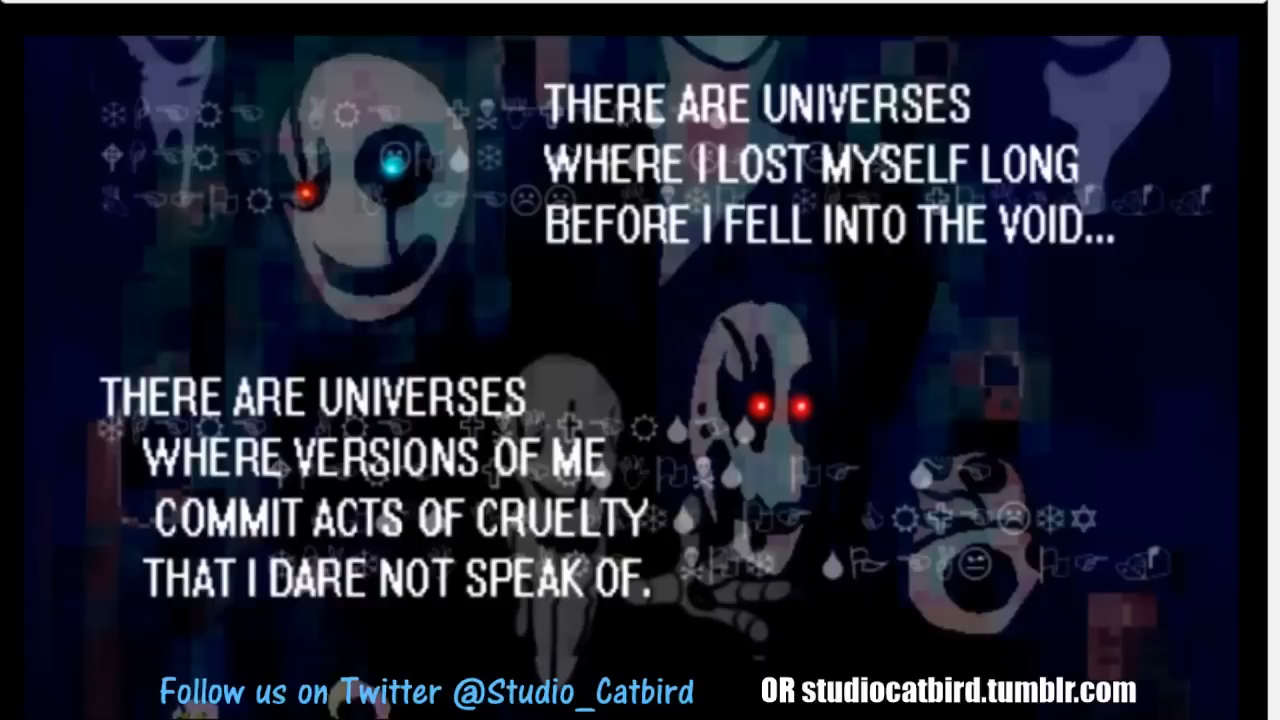 THERE ARE UNIVERSES
WHERE I LOST MYSELF LONG
BEFORE I FELL INTO THE VOID...
THERE ARE UNIVERSES
WHERE VERSIONS OF ME
COMMIT ACTS OF CRUELTY
THAT I DARE NOT SPEAK OF.
Follow us on Twitter @Studio_Catbird
OR studiocatbird.tumblr.com